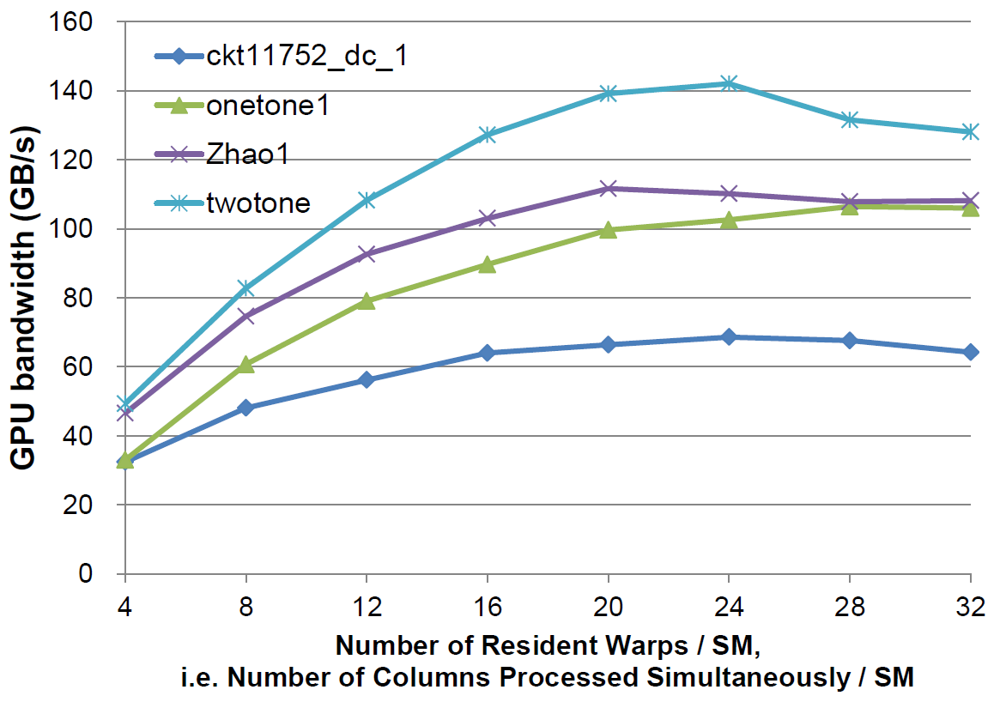 160
140
120
100
80
60
40
20
0
GPU bandwidth (GB/s)
ckt11752_dc_1
onetone1
Zhao1
twotone
4 8 12 16 20 24 28 32
Number of Resident Warps / SM,
i.e. Number of Columns Processed Simultaneously / SM